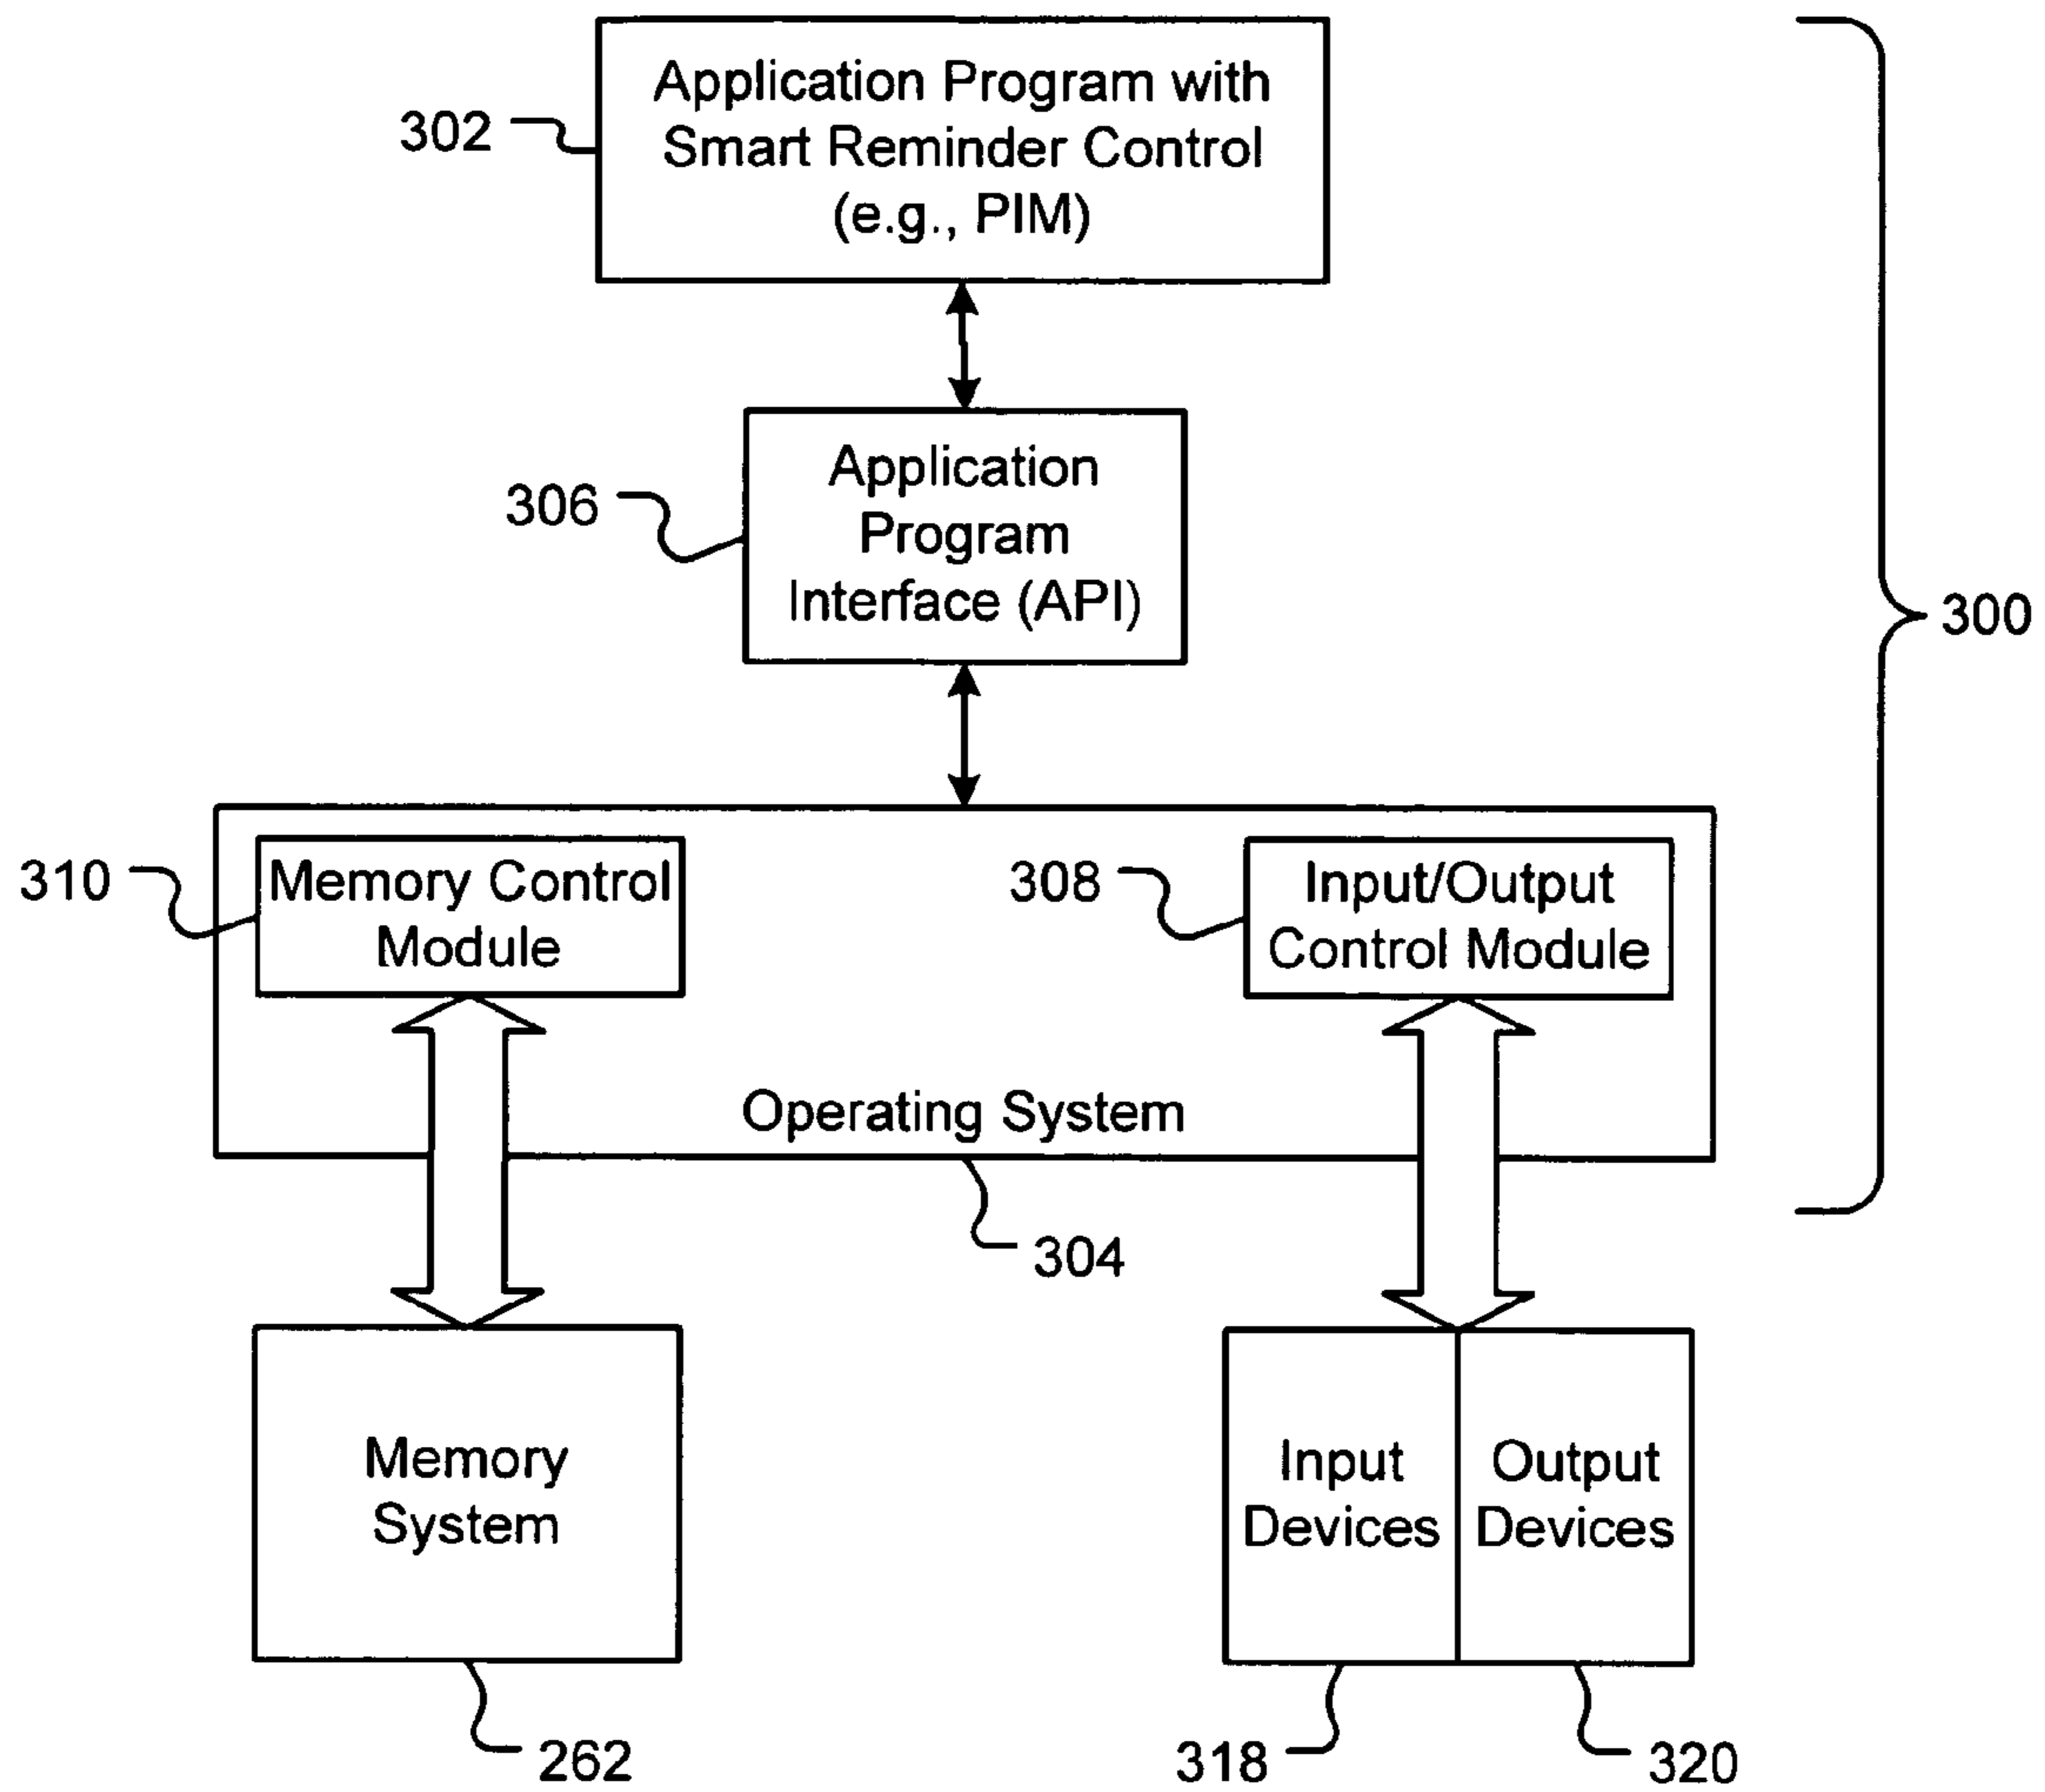 Application Program with
Smart Reminder Control
(e.g., PIM)
302
Application
Program
Interface (API)
306
300
310
Memory Control
Module
308
Input/Output
Control Module
Operating System
304
Memory
System
Input
Devices
Output
Devices
262
318
320